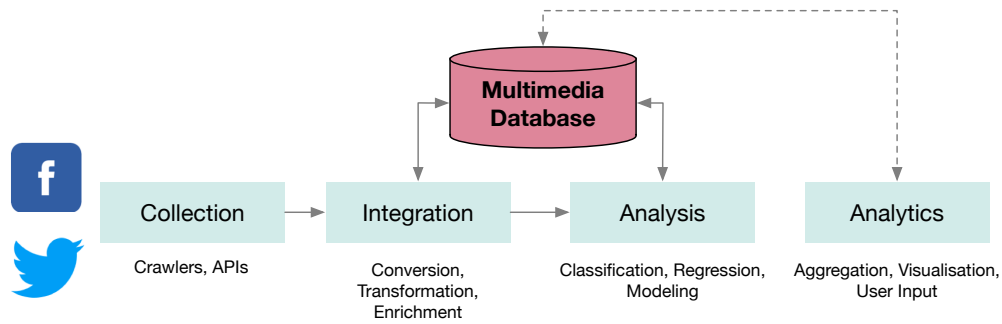 Multimedia
Database
f
Collection
Integration
Analysis
Analytics
Crawlers, APIs
Conversion,
Transformation,
Enrichment
Classification, Regression,
Modeling
Aggregation, Visualisation,
User Input